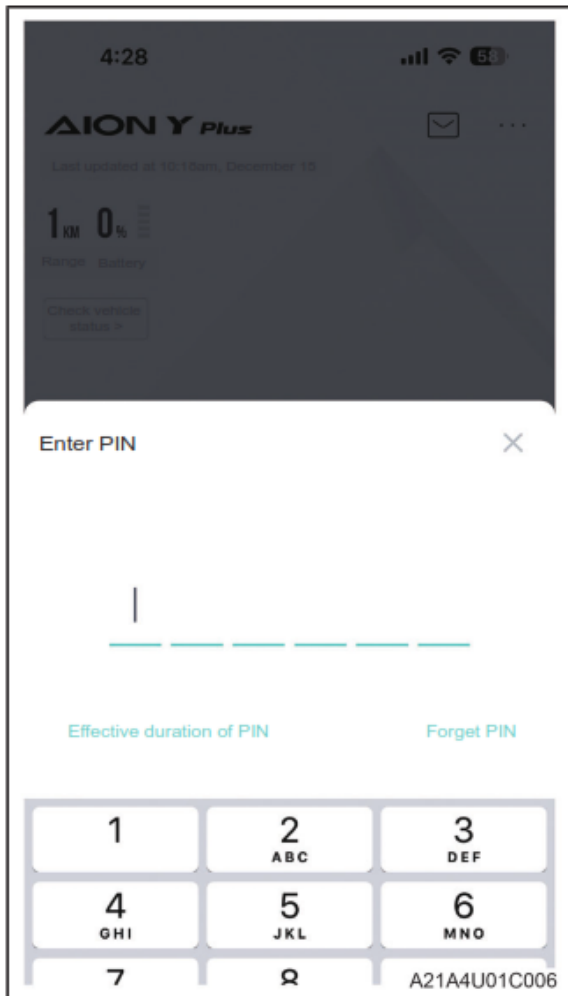 4:28 58
AION Y Plus
Last updated at 10:16am, December 15
1 KM 0 %
Range Battery
Check vehicle
status >
Enter PIN
Effective duration of PIN Forget PIN
1 2 3
ABC DEF
4 5 6
GHI JKL MNO
7 8 A21A4U01C006